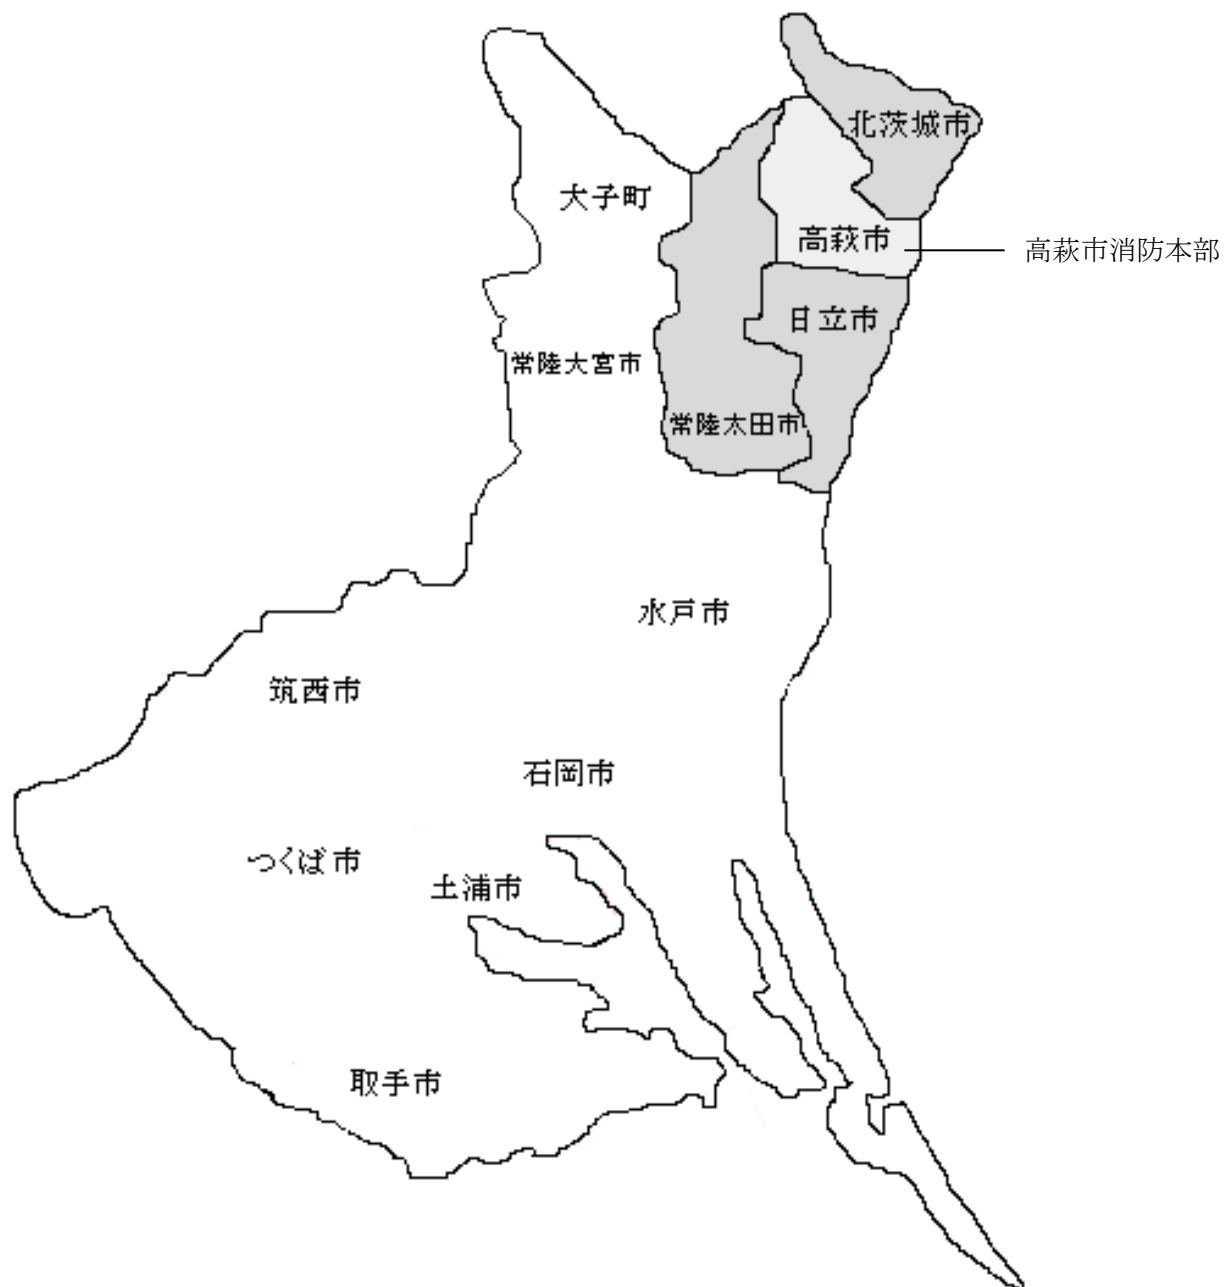 北茨城市
大子町
高萩市
高萩市消防本部
日立市
常陸大宮市
常陸太田市
水戸市
筑西市
石岡市
つくば市
土浦市
取手市